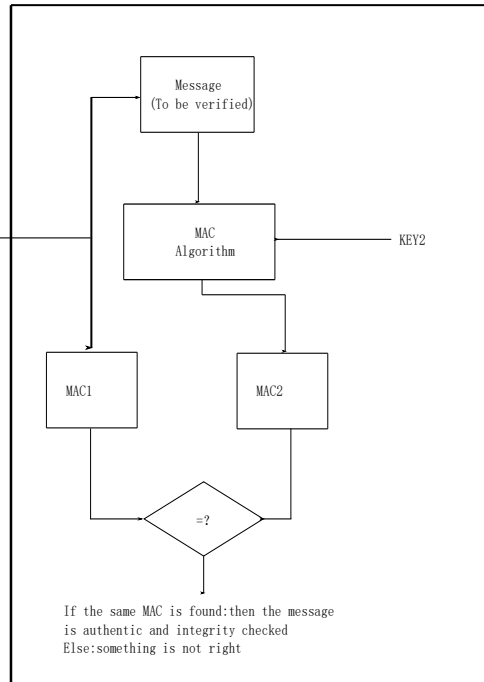 Message
(To be verified)
MAC
Algorithm
KEY2
MAC1
MAC2
=?
If the same MAC is found:then the message
is authentic and integrity checked
Else:something is not right